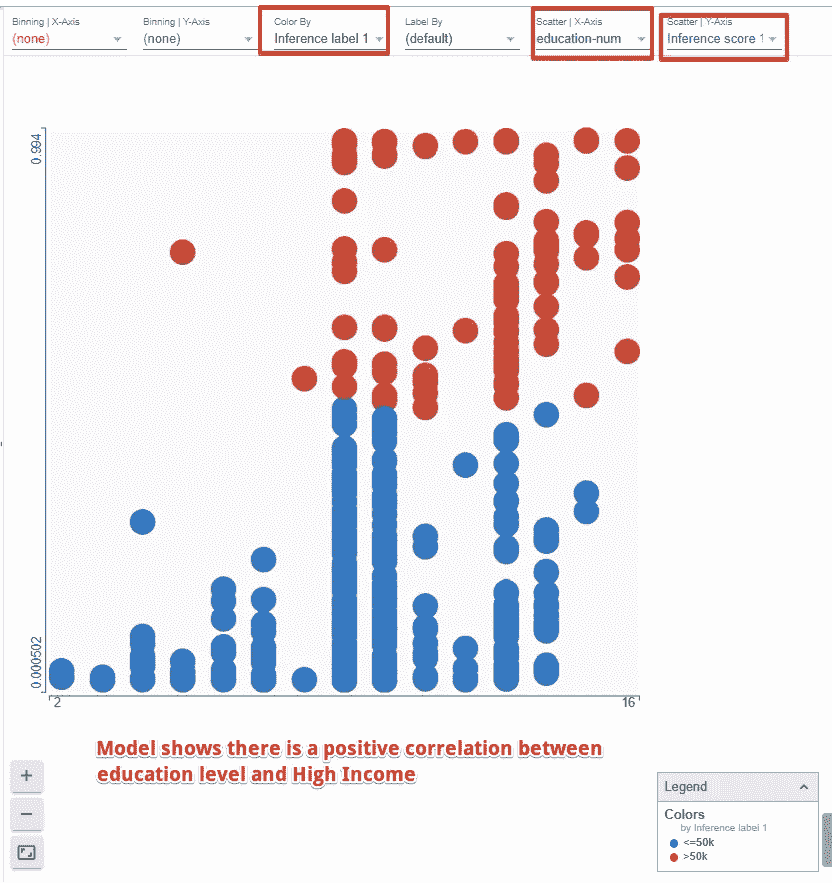 Binning | X-Axis
Binning | Y-Axis
Color By
Label By
Scatter | X-Axis
Scatter | Y-Axis
(none)
(none)
Inference label 1
(default)
education-num
Inference score 1
0.994
0.000502
2
16
Model shows there is a positive correlation between
education level and High Income
+
−
Legend
Colors
by Inference label 1
<=50k
>50k